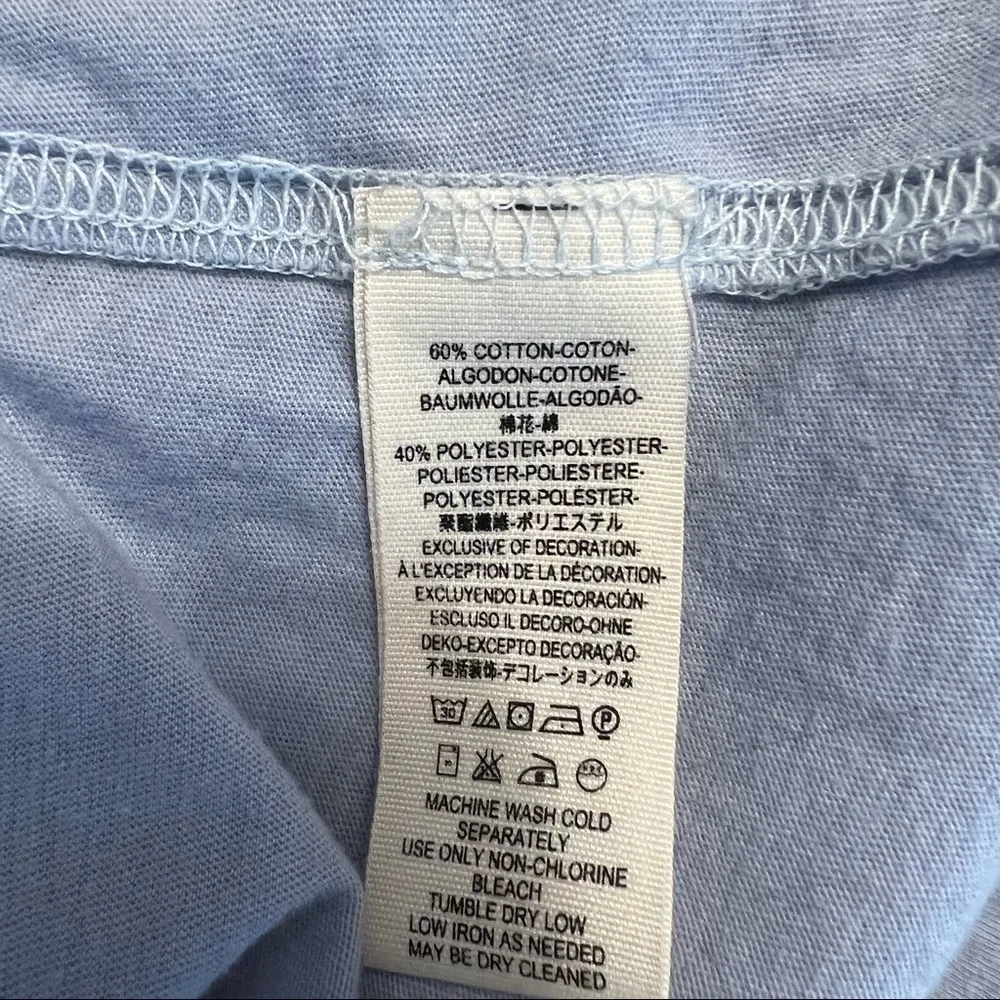 60% COTTON-COTON-
ALGODON-COTONE-
BAUMWOLLE-ALGODÃO-
棉花-綿
40% POLYESTER-POLYESTER-
POLIESTER-POLIESTERE-
POLYESTER-POLÉSTER-
聚酯纖維-ポリエステル
EXCLUSIVE OF DECORATION-
À L'EXCEPTION DE LA DÉCORATION-
EXCLUYENDO LA DECORACIÓN-
ESCLUSO IL DECORO-OHNE
DEKO-EXCEPTO DECORAÇÃO-
不包括装饰-デコレーションのみ
30 P
MACHINE WASH COLD
SEPARATELY
USE ONLY NON-CHLORINE
BLEACH
TUMBLE DRY LOW
LOW IRON AS NEEDED
MAY BE DRY CLEANED